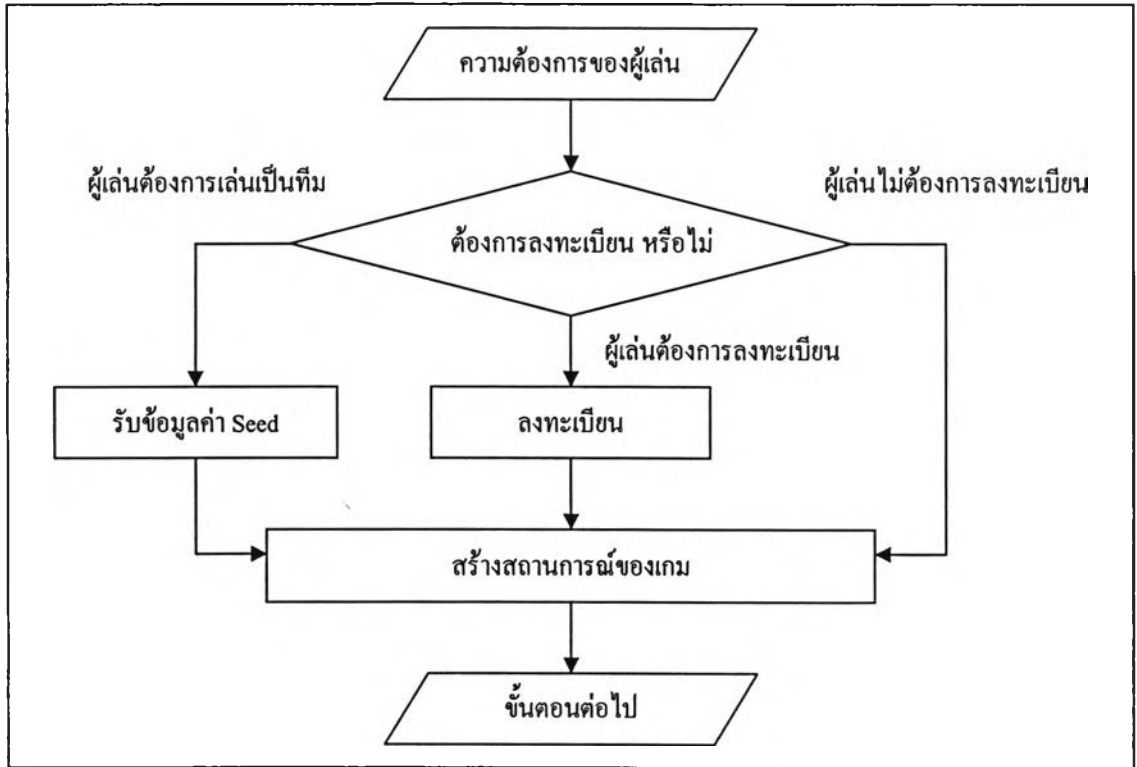 ความต้องการของผู้เล่น
ผู้เล่นต้องการเล่นเป็นทีม
ผู้เล่นไม่ต้องการลงทะเบียน
ต้องการลงทะเบียน หรือไม่
ผู้เล่นต้องการลงทะเบียน
รับข้อมูลค่า Seed
ลงทะเบียน
สร้างสถานการณ์ของเกม
ขั้นตอนต่อไป